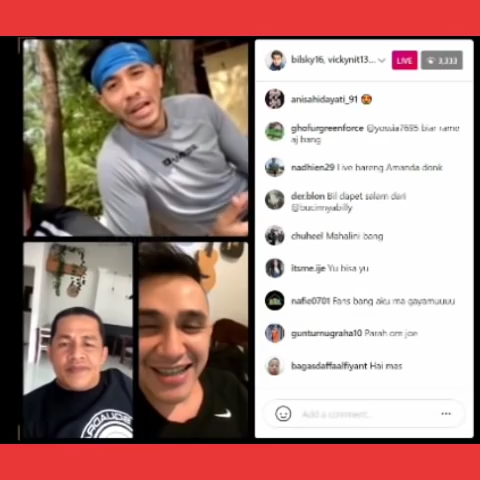 bilsky16, vickynit13...
LIVE
3,333
anisahidayati_91 😍
ghofurgreenforce @yossia7695 biar rame
aj bang
nadhien29 Live bareng Amanda donk
der.blon Bil dapet salam dari
@bucinnyabilly
chuheel Mahalini bang
itsme.ije Yu bisa yu
nafie0701 Fans bang aku ma gayamuuuu
gunturnugraha10 Parah om joe
bagasdaffaalfiyant Hai mas
Add a comment...